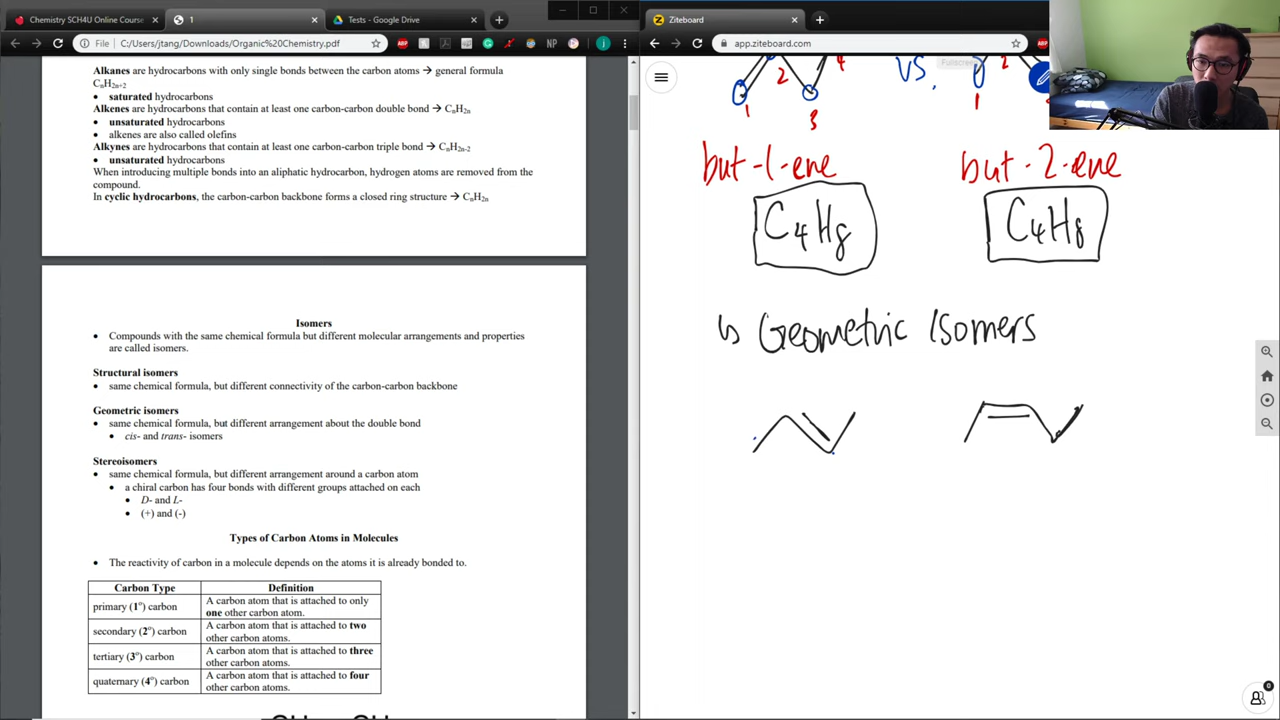 Chemistry SCH4U Online Course
1
Tests - Google Drive
File
C:/Users/jtang/Downloads/Organic%20Chemistry.pdf
Alkanes are hydrocarbons with only single bonds between the carbon atoms → general formula
CnH2n+2
• saturated hydrocarbons
Alkenes are hydrocarbons that contain at least one carbon-carbon double bond → CnH2n
• unsaturated hydrocarbons
• alkenes are also called olefins
Alkynes are hydrocarbons that contain at least one carbon-carbon triple bond → CnH2n-2
• unsaturated hydrocarbons
When introducing multiple bonds into an aliphatic hydrocarbon, hydrogen atoms are removed from the
compound.
In cyclic hydrocarbons, the carbon-carbon backbone forms a closed ring structure → CnH2n
Isomers
• Compounds with the same chemical formula but different molecular arrangements and properties
are called isomers.
Structural isomers
• same chemical formula, but different connectivity of the carbon-carbon backbone
Geometric isomers
• same chemical formula, but different arrangement about the double bond
• cis- and trans- isomers
Stereoisomers
• same chemical formula, but different arrangement around a carbon atom
• a chiral carbon has four bonds with different groups attached on each
• D- and L-
• (+) and (-)
Types of Carbon Atoms in Molecules
• The reactivity of carbon in a molecule depends on the atoms it is already bonded to.
Carbon Type Definition
primary (1º) carbon A carbon atom that is attached to only
one other carbon atom.
secondary (2º) carbon A carbon atom that is attached to two
other carbon atoms.
tertiary (3º) carbon A carbon atom that is attached to three
other carbon atoms.
quaternary (4º) carbon A carbon atom that is attached to four
other carbon atoms.
Ziteboard
app.ziteboard.com
Fullscreen
1 2 3 4
VS.
1 2
but-1-ene but-2-ene
C4H8 C4H8
Geometric Isomers
0